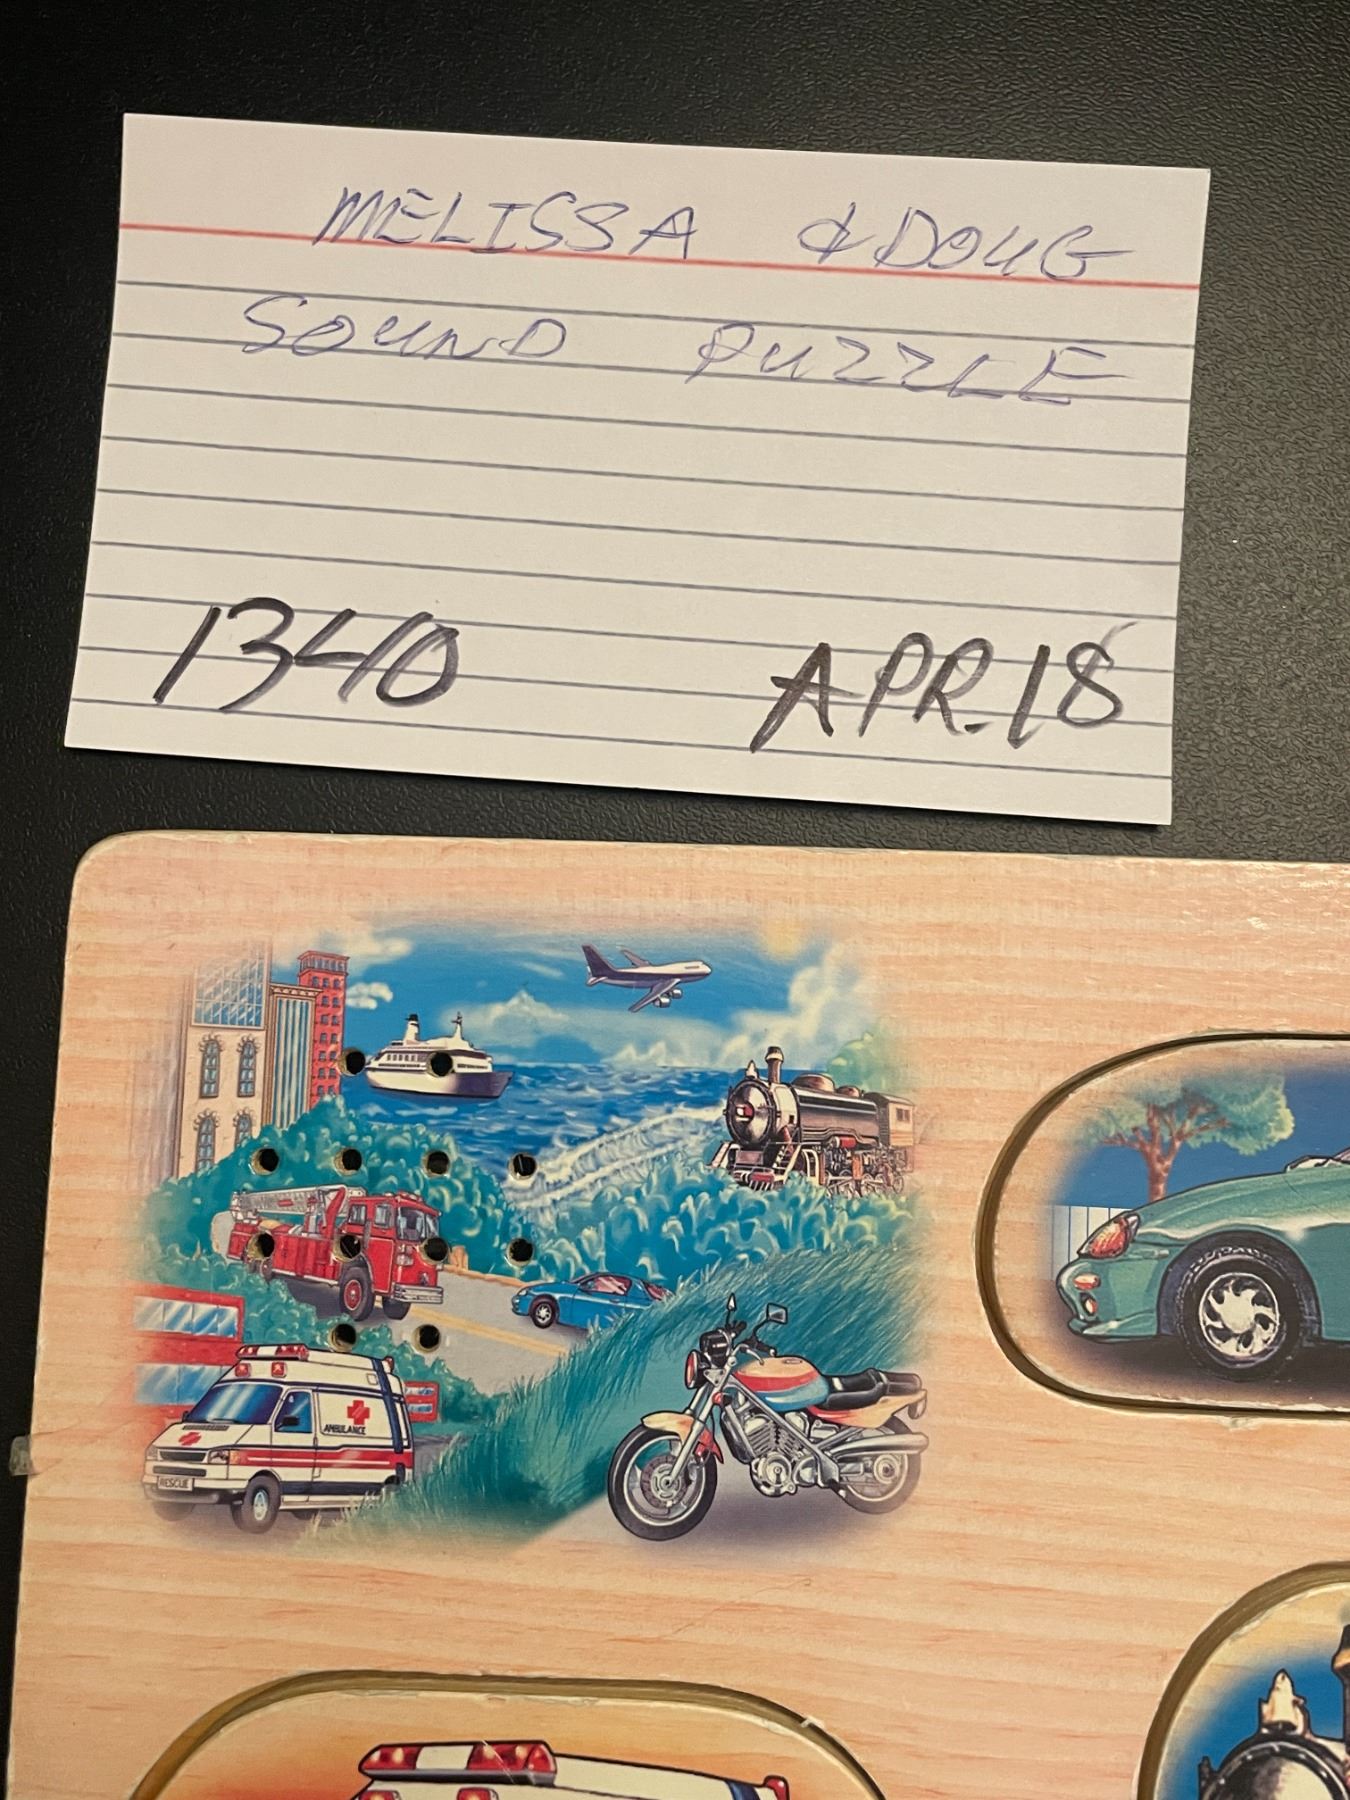 MELISSA & DOUG
SOUND PUZZLE
1340 APR.18
AMBULANCE
RESCUE